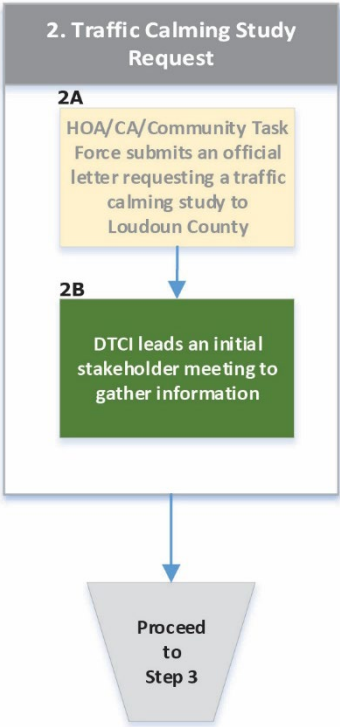 2. Traffic Calming Study
Request
2A
HOA/CA/Community Task
Force submits an official
letter requesting a traffic
calming study to
Loudoun County
2B
DTCI leads an initial
stakeholder meeting to
gather information
Proceed
to
Step 3